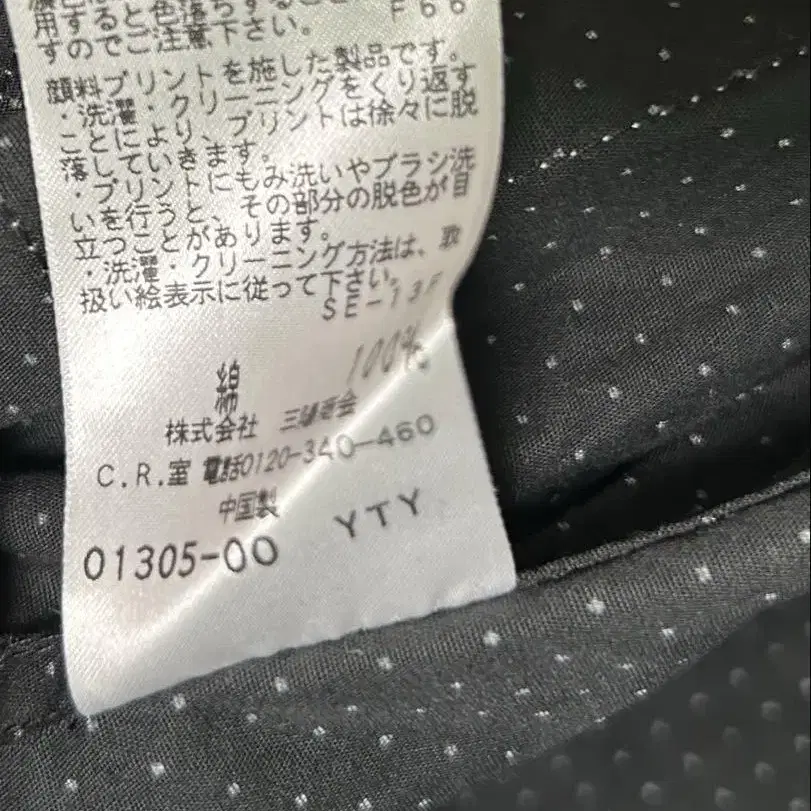 用すると色落ちすること
F66
すのでご注意下さい。
顔料プリントを施した製品です。
・洗濯・クリーニングをくり返す
ことにより、プリントは徐々に脱
落していきます。
・プリントにもみ洗いやブラシ洗
いを行うと、その部分の脱色が目
立つことがあります。
・洗濯・クリーニング方法は、取
扱い絵表示に従って下さい。
SE-13F
綿 100%
株式会社 三雄商会
C.R.室 電話0120-340-460
中国製
01305-00 YTY